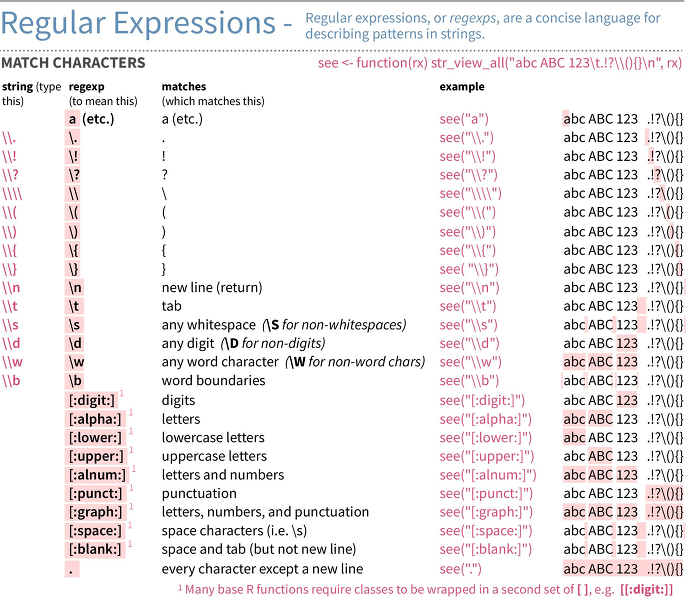 Regular Expressions -
Regular expressions, or regexps, are a concise language for
describing patterns in strings.
MATCH CHARACTERS
see <- function(rx) str_view_all("abc ABC 123\t.!?\\(){}\n", rx)
string (type this) regexp (to mean this) matches (which matches this) example
a (etc.) a (etc.) see("a") abc ABC 123 .!?\(){}
\\. \. . see("\\.") abc ABC 123 .!?\(){}
\\! \! ! see("\\!") abc ABC 123 .!?\(){}
\\? \? ? see("\\?") abc ABC 123 .!?\(){}
\\\\ \\ \ see("\\\\") abc ABC 123 .!?\(){}
\\( \( ( see("\\(") abc ABC 123 .!?\(){}
\\) \) ) see("\\)") abc ABC 123 .!?\(){}
\\{ \{ { see("\\{") abc ABC 123 .!?\(){}
\\} \} } see( "\\}") abc ABC 123 .!?\(){}
\\n \n new line (return) see("\\n") abc ABC 123 .!?\(){}
\\t \t tab see("\\t") abc ABC 123 .!?\(){}
\\s \s any whitespace (\S for non-whitespaces) see("\\s") abc ABC 123 .!?\(){}
\\d \d any digit (\D for non-digits) see("\\d") abc ABC 123 .!?\(){}
\\w \w any word character (\W for non-word chars) see("\\w") abc ABC 123 .!?\(){}
\\b \b word boundaries see("\\b") abc ABC 123 .!?\(){}
[:digit:] 1 digits see("[:digit:]") abc ABC 123 .!?\(){}
[:alpha:] 1 letters see("[:alpha:]") abc ABC 123 .!?\(){}
[:lower:] 1 lowercase letters see("[:lower:]") abc ABC 123 .!?\(){}
[:upper:] 1 uppercase letters see("[:upper:]") abc ABC 123 .!?\(){}
[:alnum:] 1 letters and numbers see("[:alnum:]") abc ABC 123 .!?\(){}
[:punct:] 1 punctuation see("[:punct:]") abc ABC 123 .!?\(){}
[:graph:] 1 letters, numbers, and punctuation see("[:graph:]") abc ABC 123 .!?\(){}
[:space:] 1 space characters (i.e. \s) see("[:space:]") abc ABC 123 .!?\(){}
[:blank:] 1 space and tab (but not new line) see("[:blank:]") abc ABC 123 .!?\(){}
. every character except a new line see(".") abc ABC 123 .!?\(){}
1 Many base R functions require classes to be wrapped in a second set of [ ], e.g. [[:digit:]]